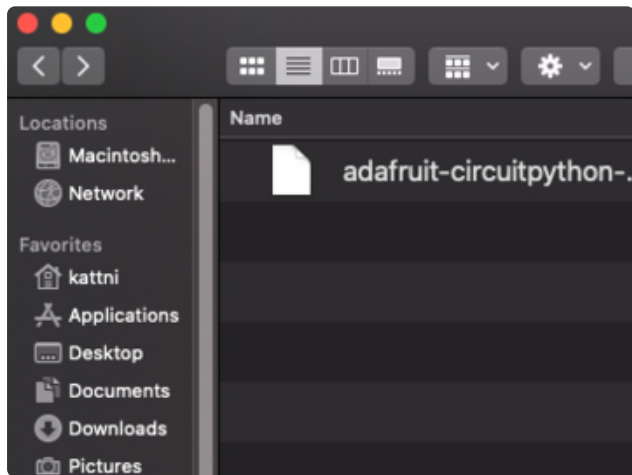 Name
adafruit-circuitpython-...
Locations
Macintosh...
Network
Favorites
kattni
Applications
Desktop
Documents
Downloads
Pictures